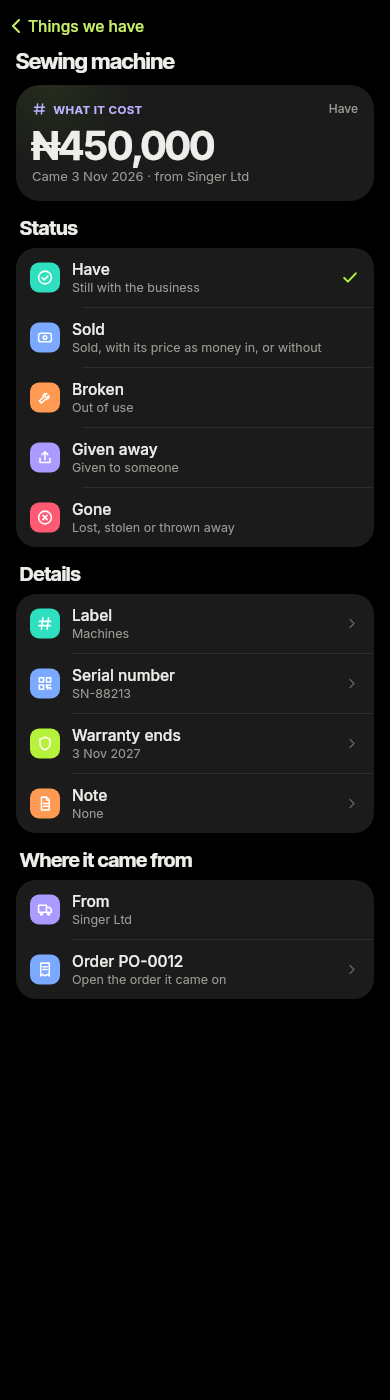 Things we have
Sewing machine
# WHAT IT COST
Have
₦450,000
Came 3 Nov 2026 · from Singer Ltd
Status
Have
Still with the business
Sold
Sold, with its price as money in, or without
Broken
Out of use
Given away
Given to someone
Gone
Lost, stolen or thrown away
Details
Label
Machines
Serial number
SN-88213
Warranty ends
3 Nov 2027
Note
None
Where it came from
From
Singer Ltd
Order PO-0012
Open the order it came on